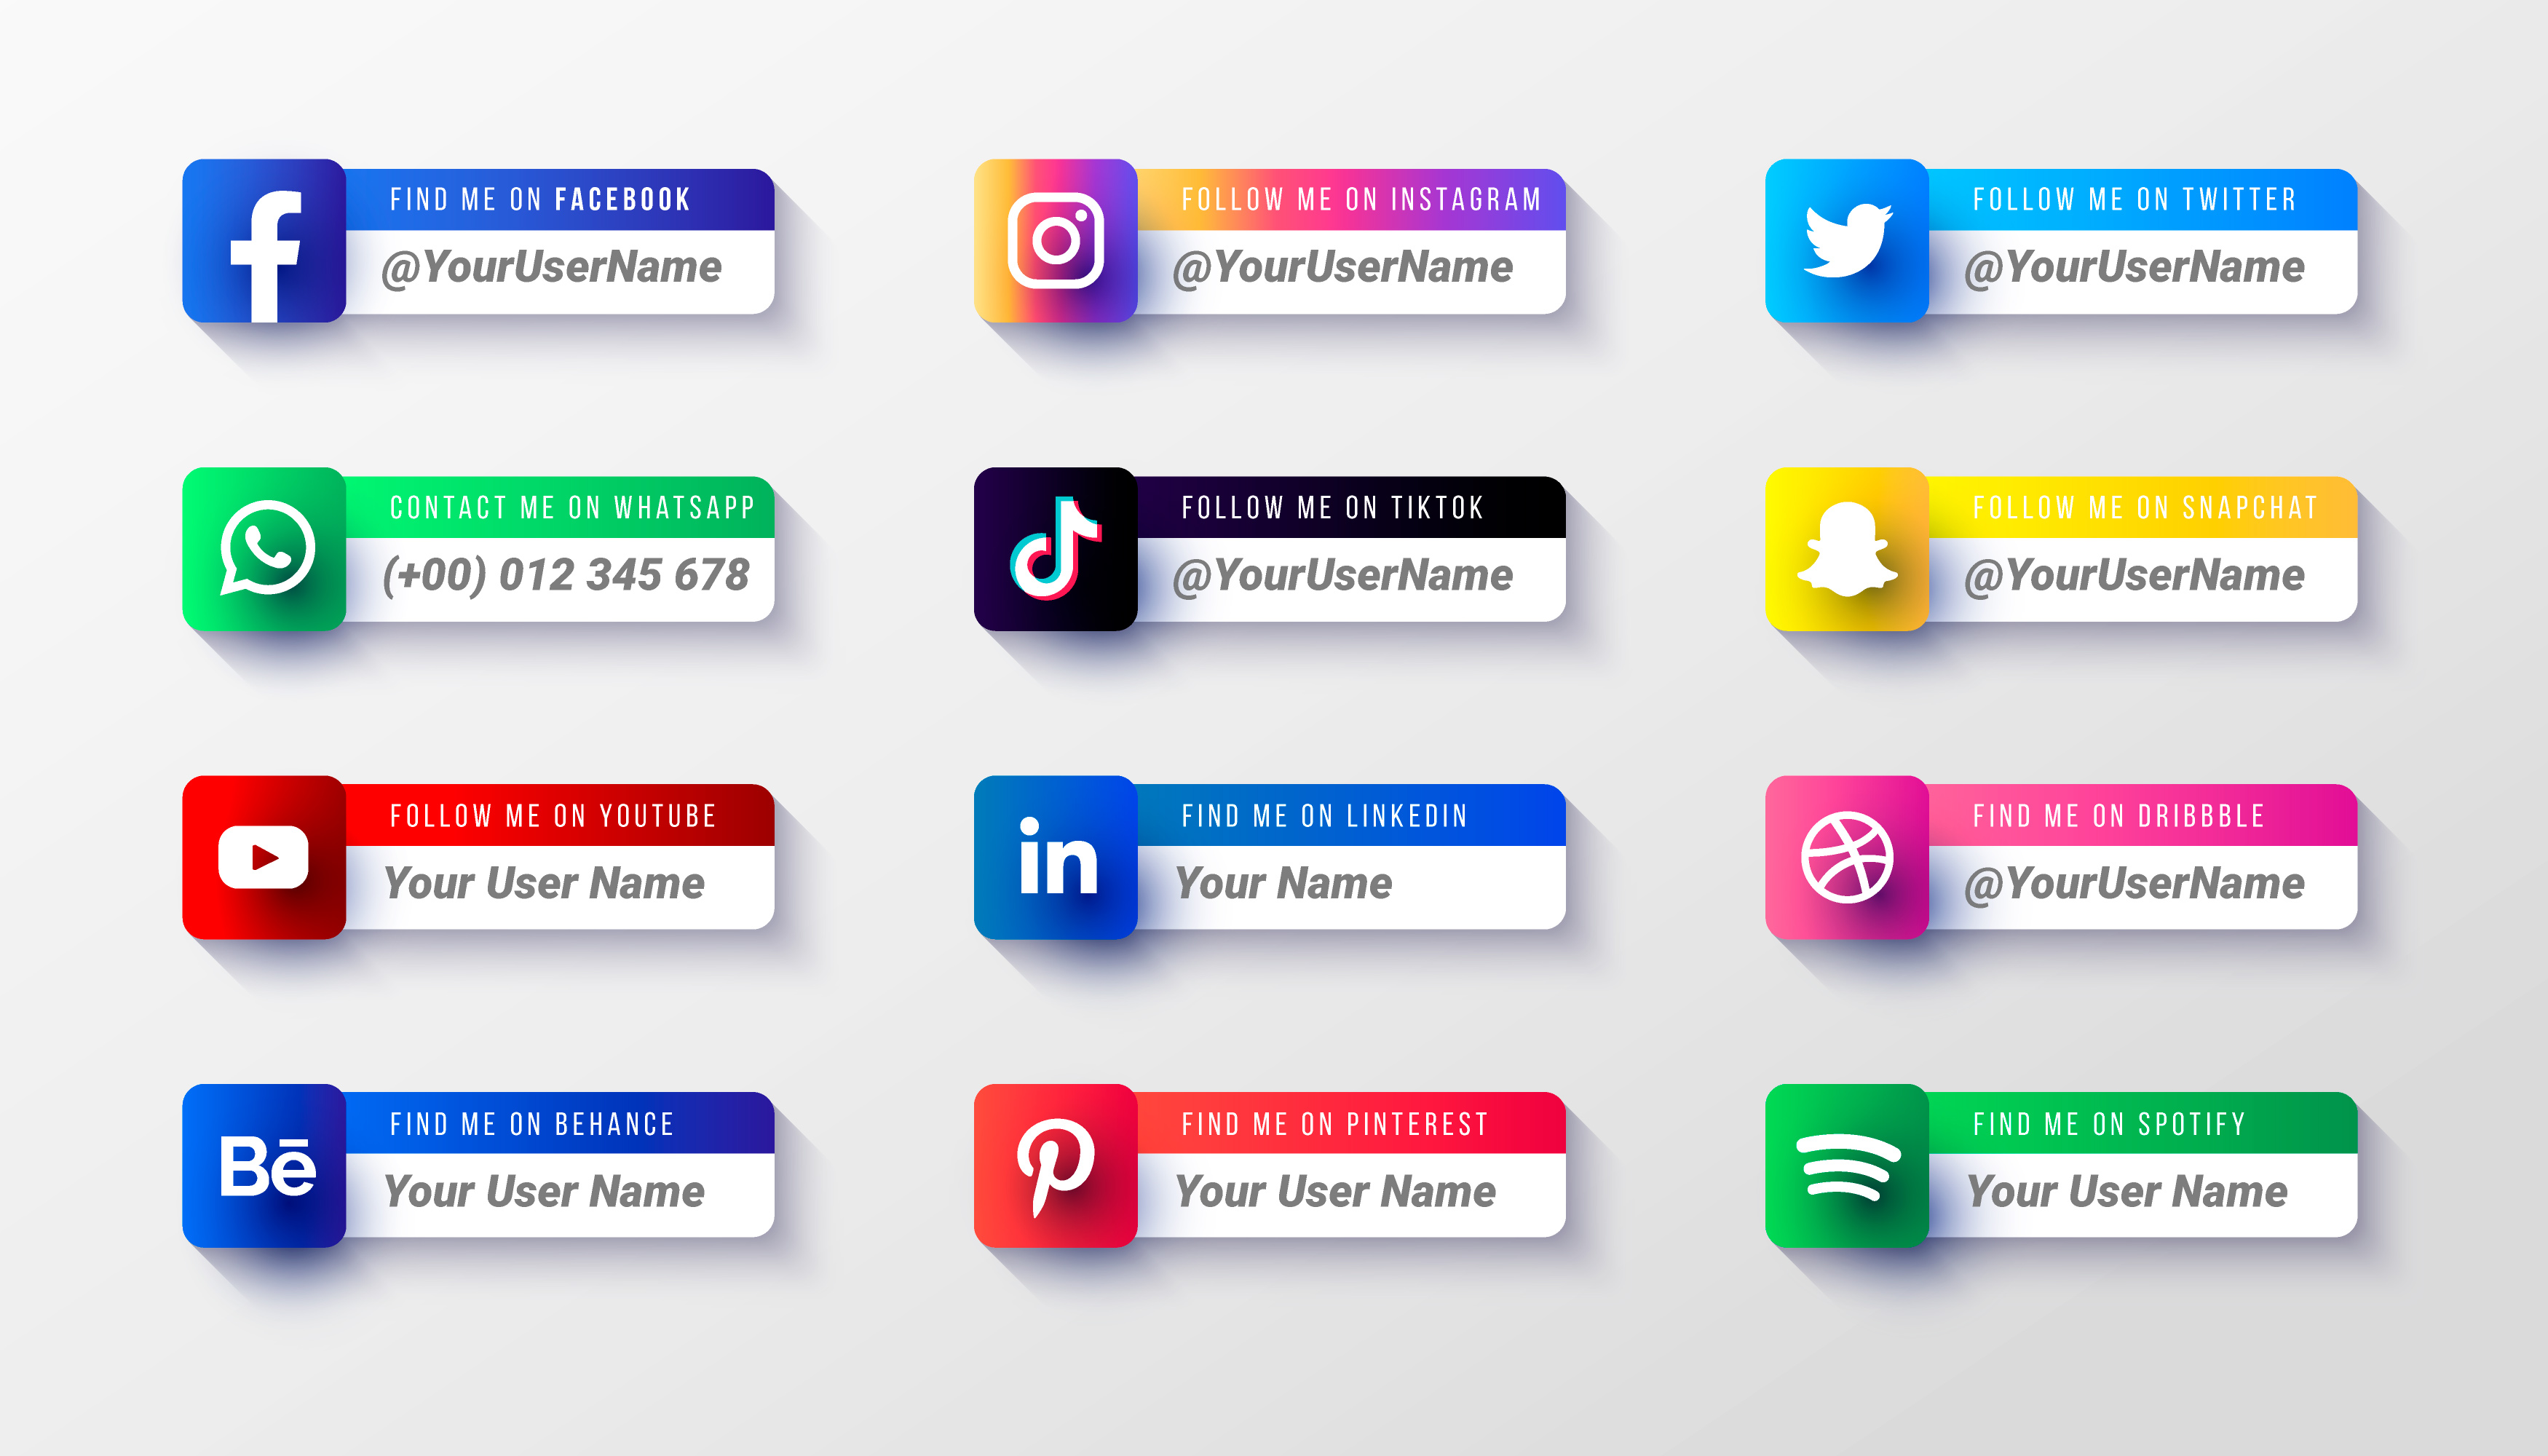 FIND ME ON FACEBOOK
@YourUserName
FOLLOW ME ON INSTAGRAM
@YourUserName
FOLLOW ME ON TWITTER
@YourUserName
CONTACT ME ON WHATSAPP
(+00) 012 345 678
FOLLOW ME ON TIKTOK
@YourUserName
FOLLOW ME ON SNAPCHAT
@YourUserName
FOLLOW ME ON YOUTUBE
Your User Name
in
FIND ME ON LINKEDIN
Your Name
FIND ME ON DRIBBBLE
@YourUserName
Bē
FIND ME ON BEHANCE
Your User Name
FIND ME ON PINTEREST
Your User Name
FIND ME ON SPOTIFY
Your User Name